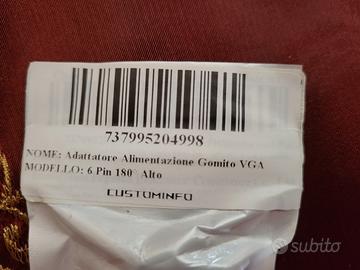 737995204998
NOME: Adattatore Alimentazione Gomito VGA
MODELLO: 6 Pin 180° Alto
CUSTOMINFO
subito